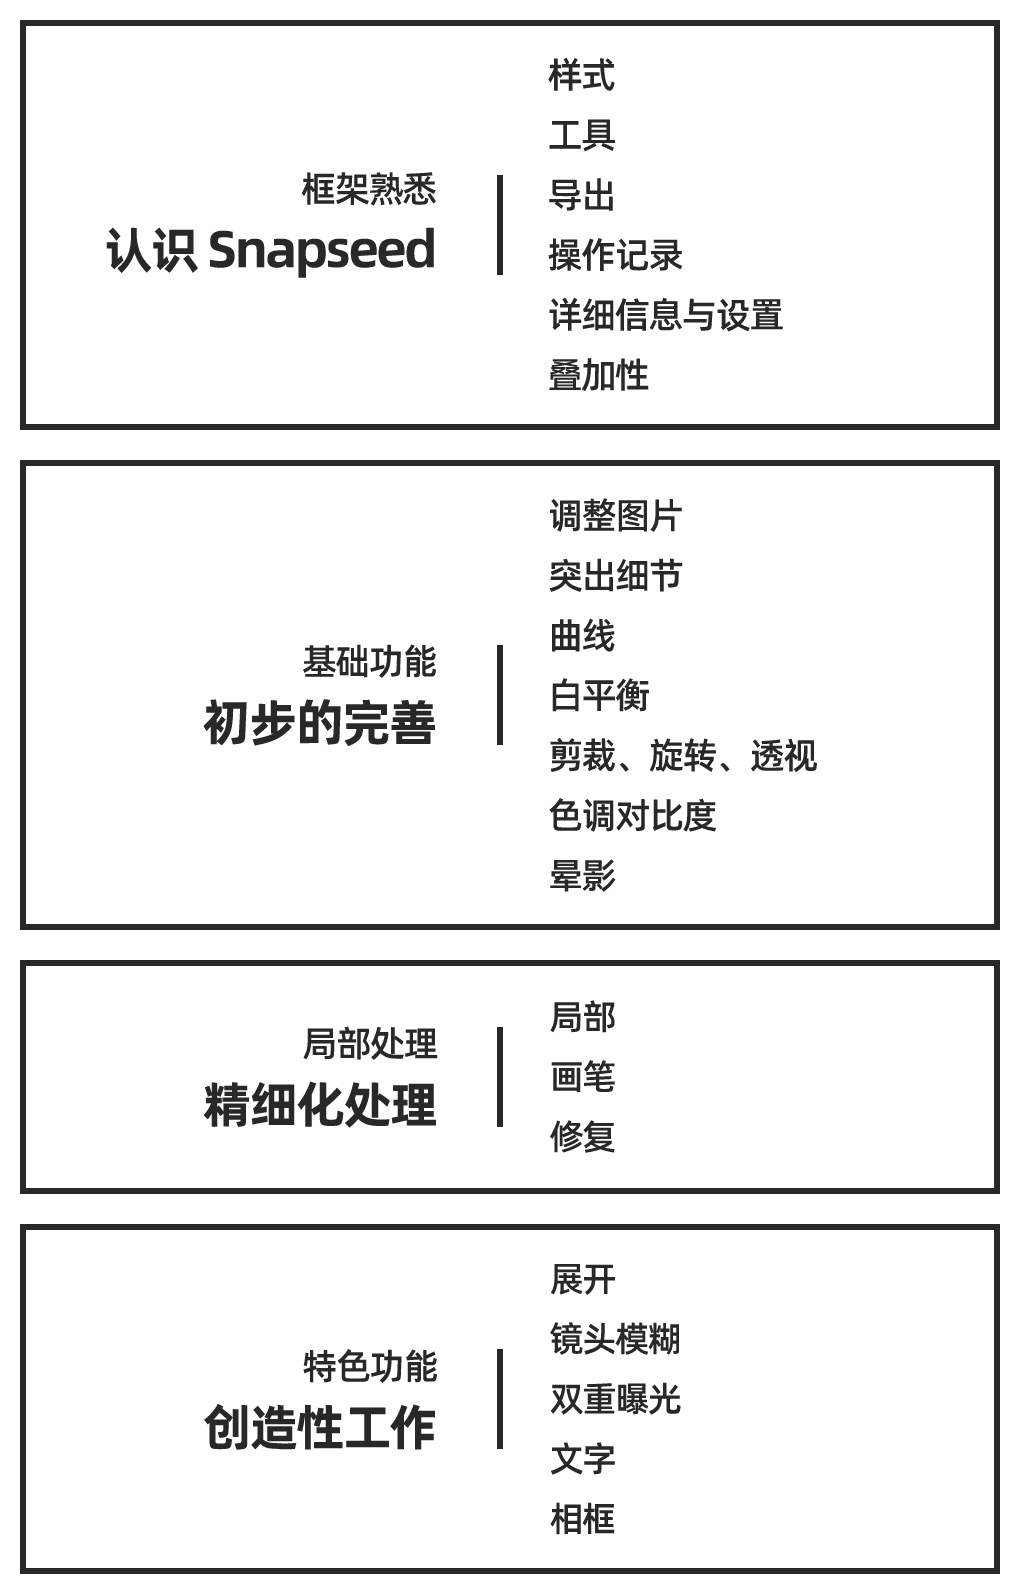 框架熟悉
认识 Snapseed
样式
工具
导出
操作记录
详细信息与设置
叠加性
基础功能
初步的完善
调整图片
突出细节
曲线
白平衡
剪裁、旋转、透视
色调对比度
晕影
局部处理
精细化处理
局部
画笔
修复
特色功能
创造性工作
展开
镜头模糊
双重曝光
文字
相框